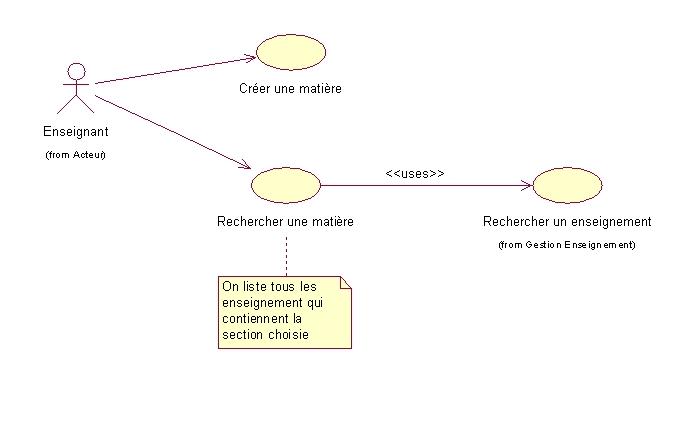 Créer une matière
Enseignant
(from Acteur)
<<uses>>
Rechercher une matière
Rechercher un enseignement
(from Gestion Enseignement)
On liste tous les
enseignement qui
contiennent la
section choisie